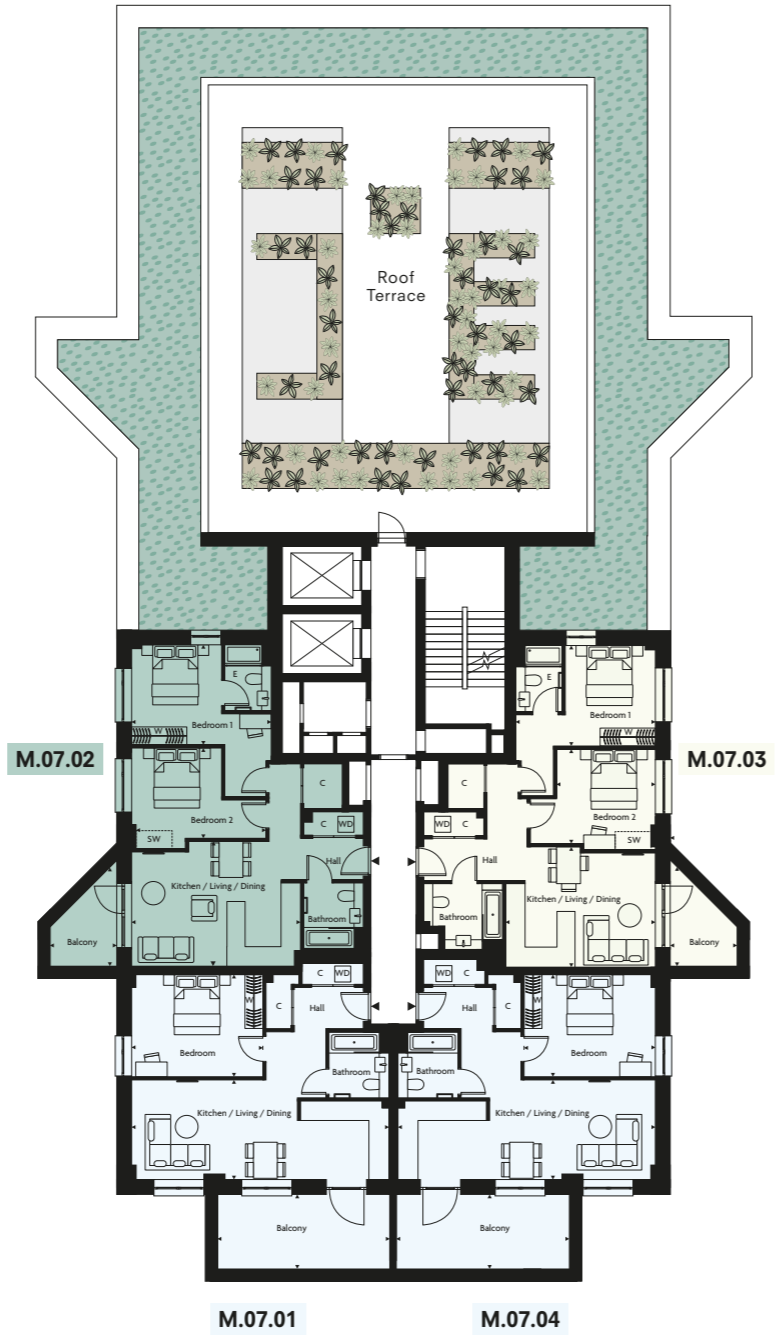 Roof
Terrace
E
E
Bedroom 1
W
Bedroom 1
W
M.07.02
M.07.03
C
C
Bedroom 2
SW
C
WD
WD
C
Bedroom 2
SW
Hall
Hall
Kitchen / Living / Dining
Kitchen / Living / Dining
Bathroom
Bathroom
Balcony
Balcony
C
WD
WD
C
W
C
Hall
Hall
C
W
Bedroom
Bedroom
Bathroom
Bathroom
Kitchen / Living / Dining
Kitchen / Living / Dining
Balcony
Balcony
M.07.01
M.07.04